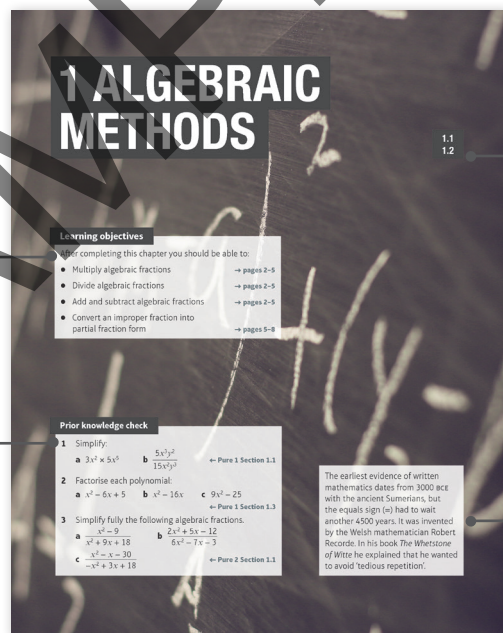 1 ALGEBRAIC
METHODS
1.1
1.2
Learning objectives
After completing this chapter you should be able to:
● Multiply algebraic fractions → pages 2–5
● Divide algebraic fractions → pages 2–5
● Add and subtract algebraic fractions → pages 2–5
● Convert an improper fraction into
partial fraction form → pages 5–8
Prior knowledge check
1 Simplify:
a 3x² × 5x⁵ b 5x³y²/15x²y³ ← Pure 1 Section 1.1
2 Factorise each polynomial:
a x² − 6x + 5 b x² − 16x c 9x² − 25
← Pure 1 Section 1.3
3 Simplify fully the following algebraic fractions.
a x² − 9/x² + 9x + 18 b 2x² + 5x − 12/6x² − 7x − 3
c x² − x − 30/−x² + 3x + 18 ← Pure 2 Section 1.1
The earliest evidence of written
mathematics dates from 3000 BCE
with the ancient Sumerians, but
the equals sign (=) had to wait
another 4500 years. It was invented
by the Welsh mathematician Robert
Recorde. In his book The Whetstone
of Witte he explained that he wanted
to avoid 'tedious repetition'.